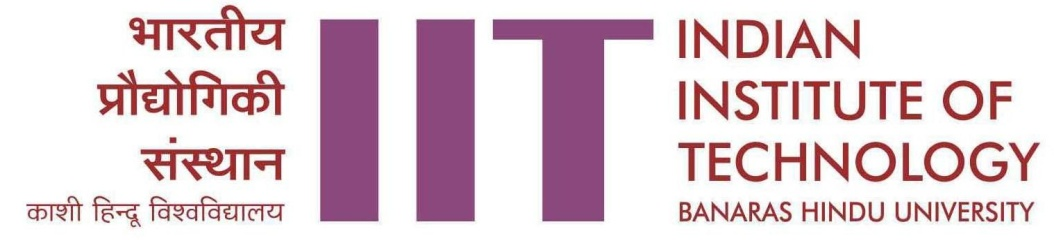 भारतीय
प्रौद्योगिकी
संस्थान
काशी हिन्दू विश्वविद्यालय
IIT
INDIAN
INSTITUTE OF
TECHNOLOGY
BANARAS HINDU UNIVERSITY